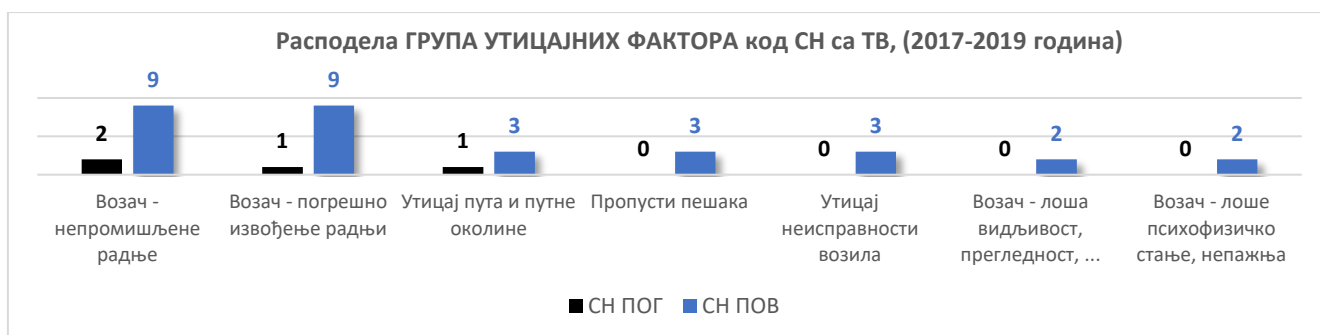 Расподела ГРУПА УТИЦАЈНИХ ФАКТОРА код СН са ТВ, (2017-2019 година)
2 9 1 9 1 3 0 3 0 3 0 2 0 2
Возач - непромишљене радње
Возач - погрешно извођење радњи
Утицај пута и путне околине
Пропусти пешака
Утицај неисправности возила
Возач - лоша видљивост, прегледност, ...
Возач - лоше психофизичко стање, непажња
СН ПОГ СН ПОВ